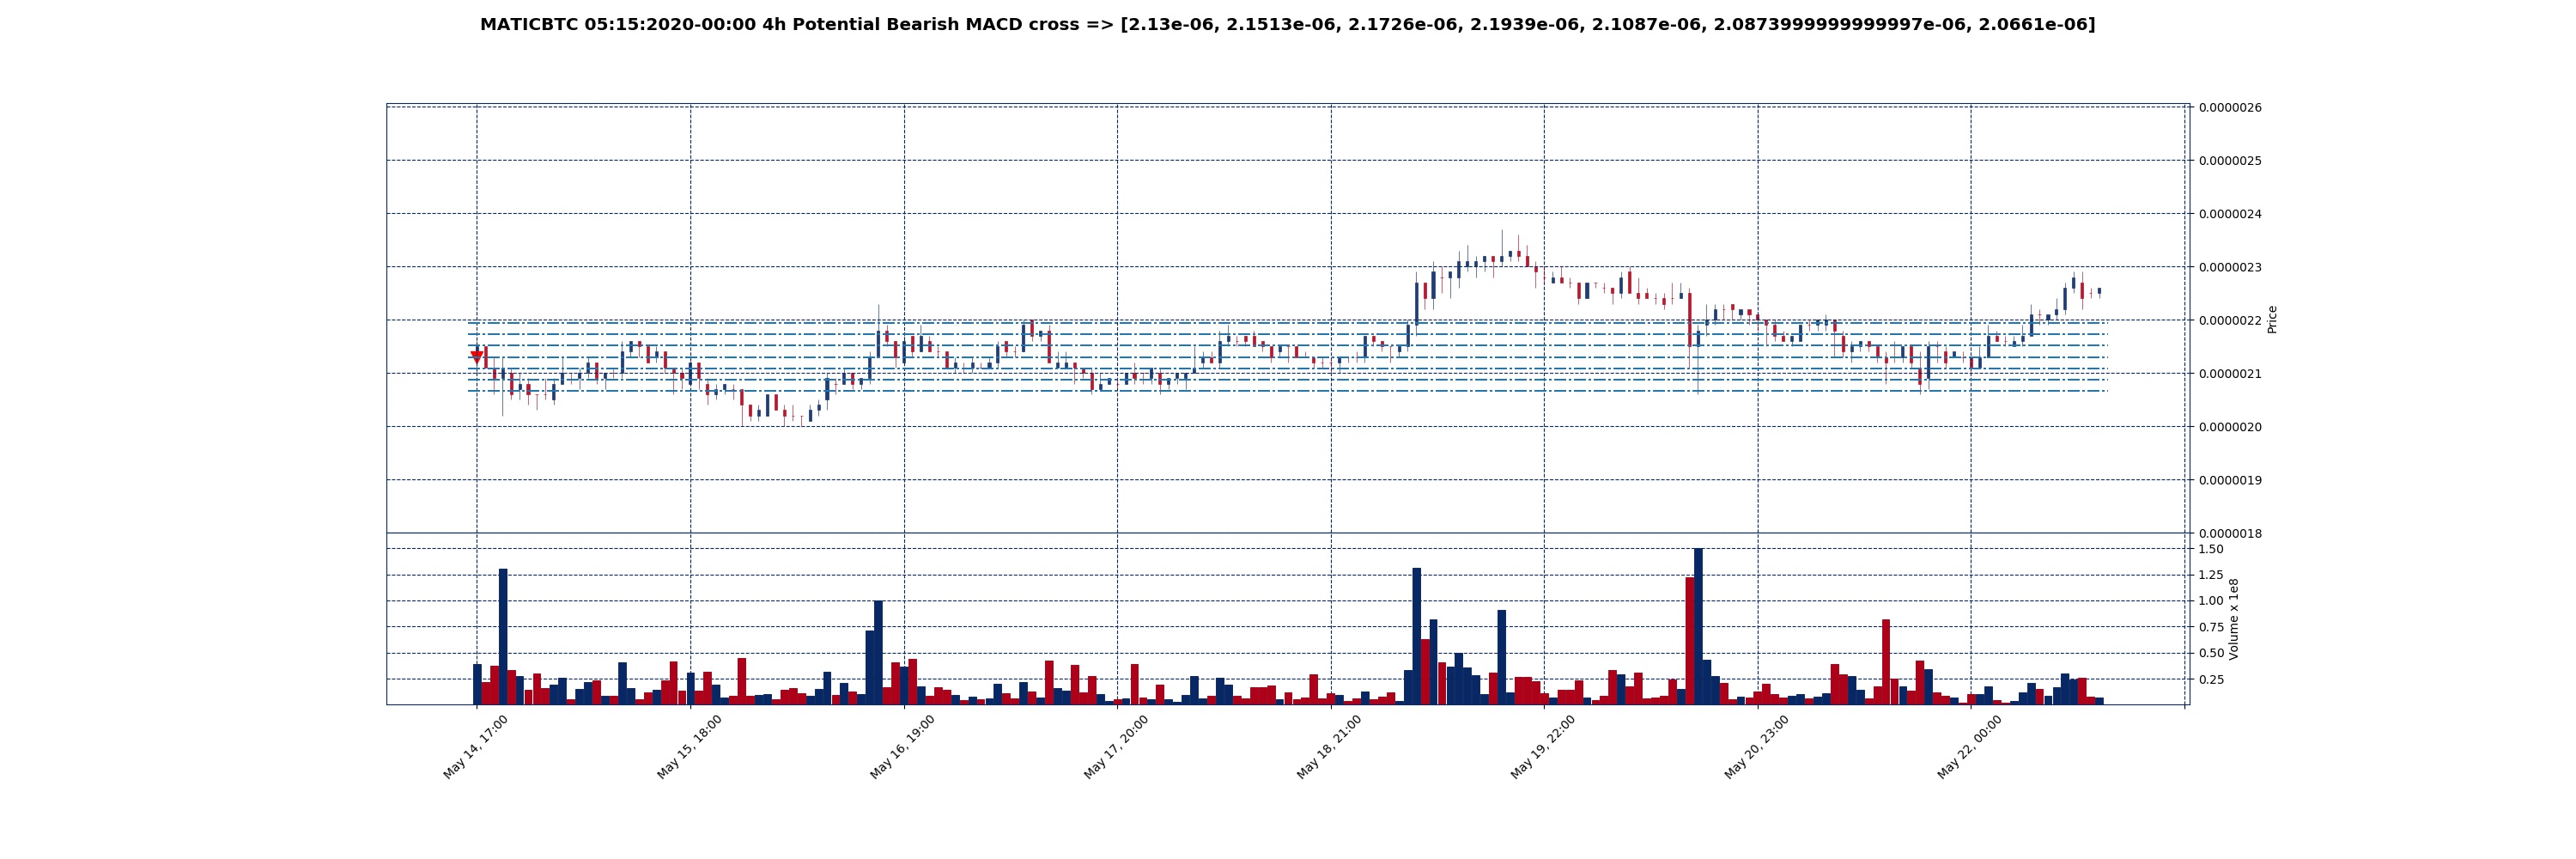 MATICBTC 05:15:2020-00:00 4h Potential Bearish MACD cross => [2.13e-06, 2.1513e-06, 2.1726e-06, 2.1939e-06, 2.1087e-06, 2.0873999999999997e-06, 2.0661e-06]
0.0000026
0.0000025
0.0000024
0.0000023
0.0000022
0.0000021
0.0000020
0.0000019
0.0000018
Price
1.50
1.25
1.00
0.75
0.50
0.25
Volume x 1e8
May 14, 17:00
May 15, 18:00
May 16, 19:00
May 17, 20:00
May 18, 21:00
May 19, 22:00
May 20, 23:00
May 22, 00:00